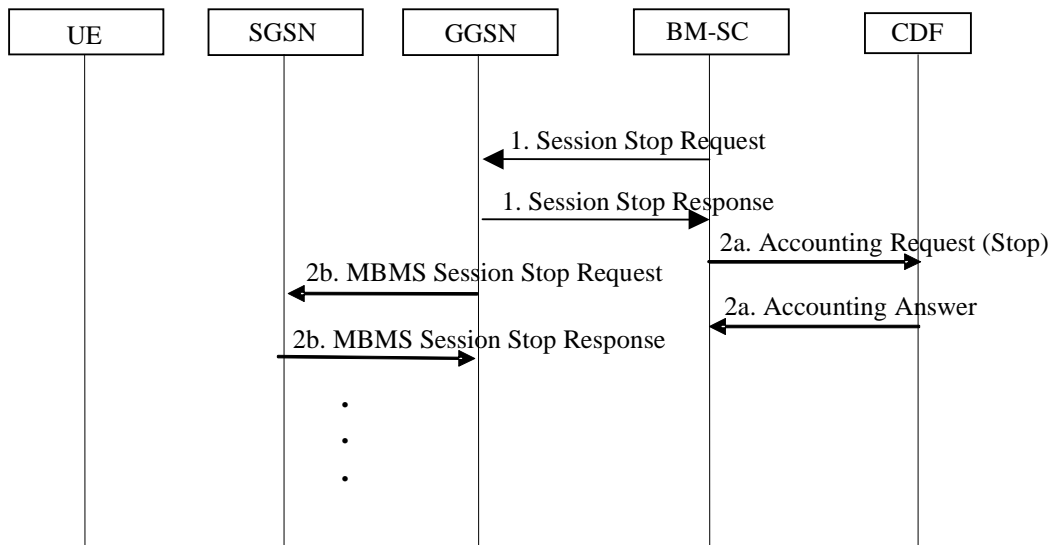 UE
SGSN
GGSN
BM-SC
CDF
1. Session Stop Request
1. Session Stop Response
2a. Accounting Request (Stop)
2b. MBMS Session Stop Request
2a. Accounting Answer
2b. MBMS Session Stop Response